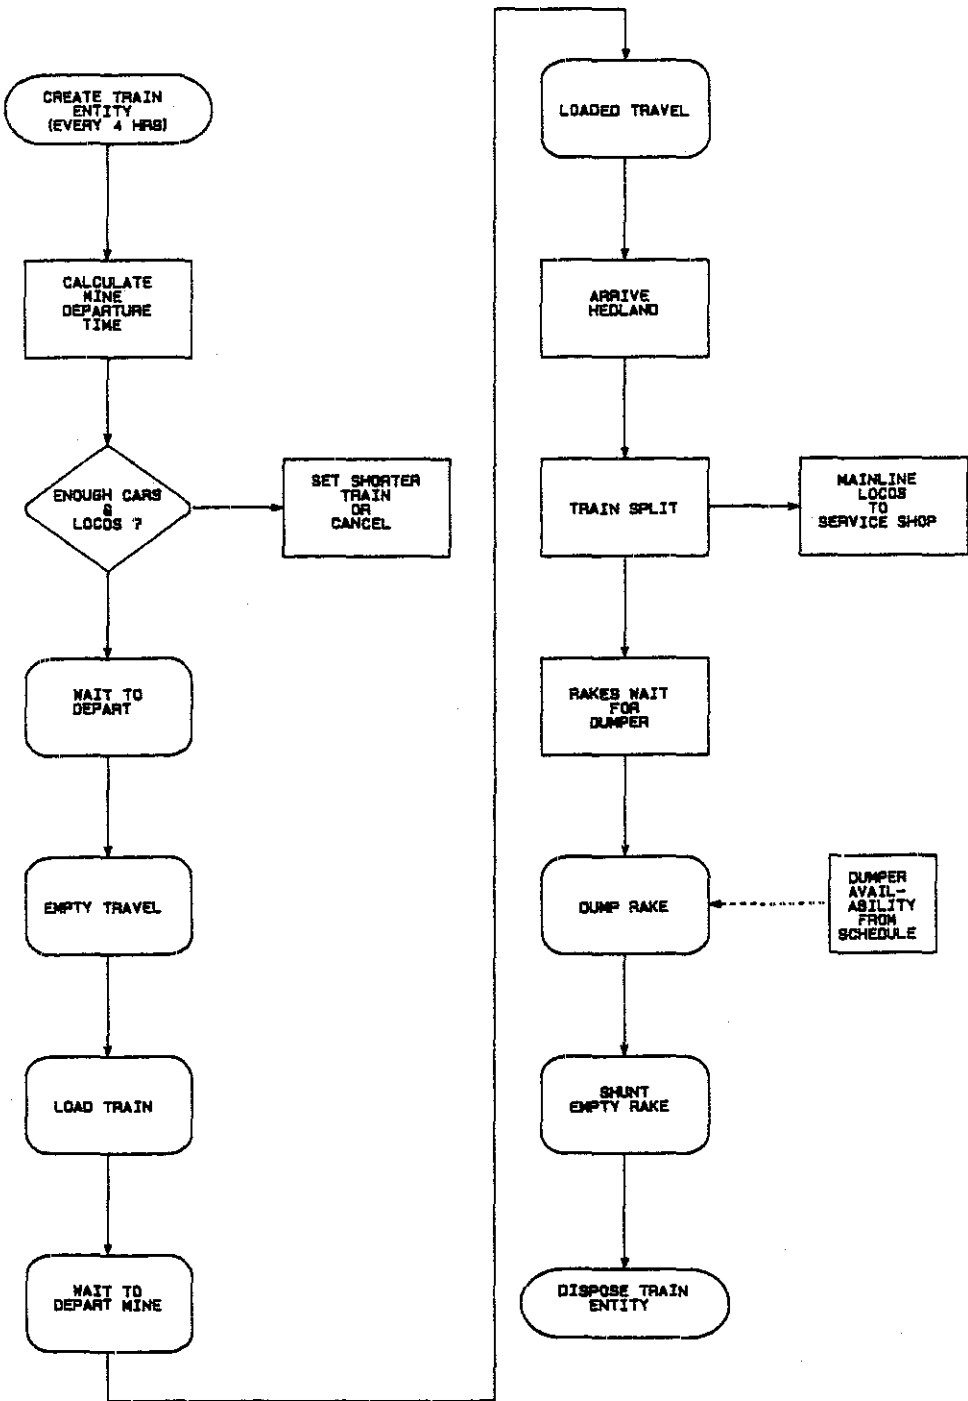 CREATE TRAIN
ENTITY
(EVERY 4 HRS)
CALCULATE
MINE
DEPARTURE
TIME
ENOUGH CARS
&
LOCOS ?
SET SHORTER
TRAIN
OR
CANCEL
WAIT TO
DEPART
EMPTY TRAVEL
LOAD TRAIN
WAIT TO
DEPART MINE
LOADED TRAVEL
ARRIVE
HEDLAND
TRAIN SPLIT
MAINLINE
LOCOS
TO
SERVICE SHOP
RAKES WAIT
FOR
DUMPER
DUMP RAKE
DUMPER
AVAIL-
ABILITY
FROM
SCHEDULE
SHUNT
EMPTY RAKE
DISPOSE TRAIN
ENTITY